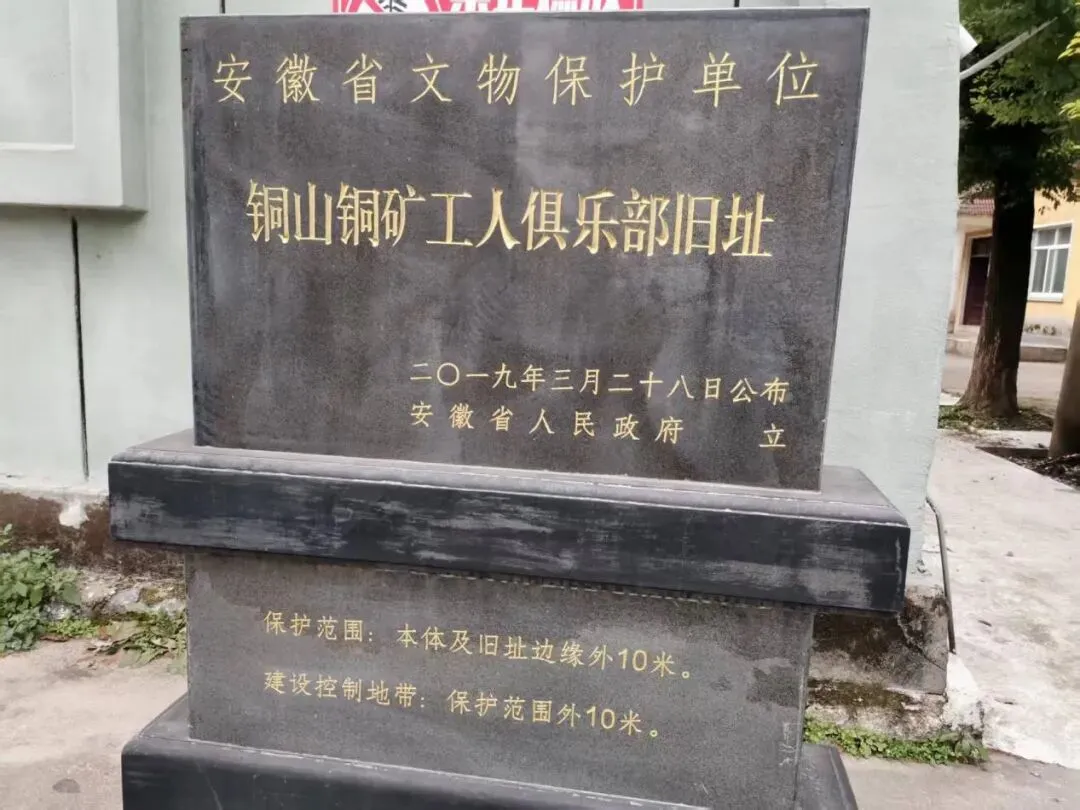 安徽省文物保护单位
铜山铜矿工人俱乐部旧址
二〇一九年三月二十八日公布
安徽省人民政府 立
保护范围：本体及旧址边缘外10米。
建设控制地带：保护范围外10米。